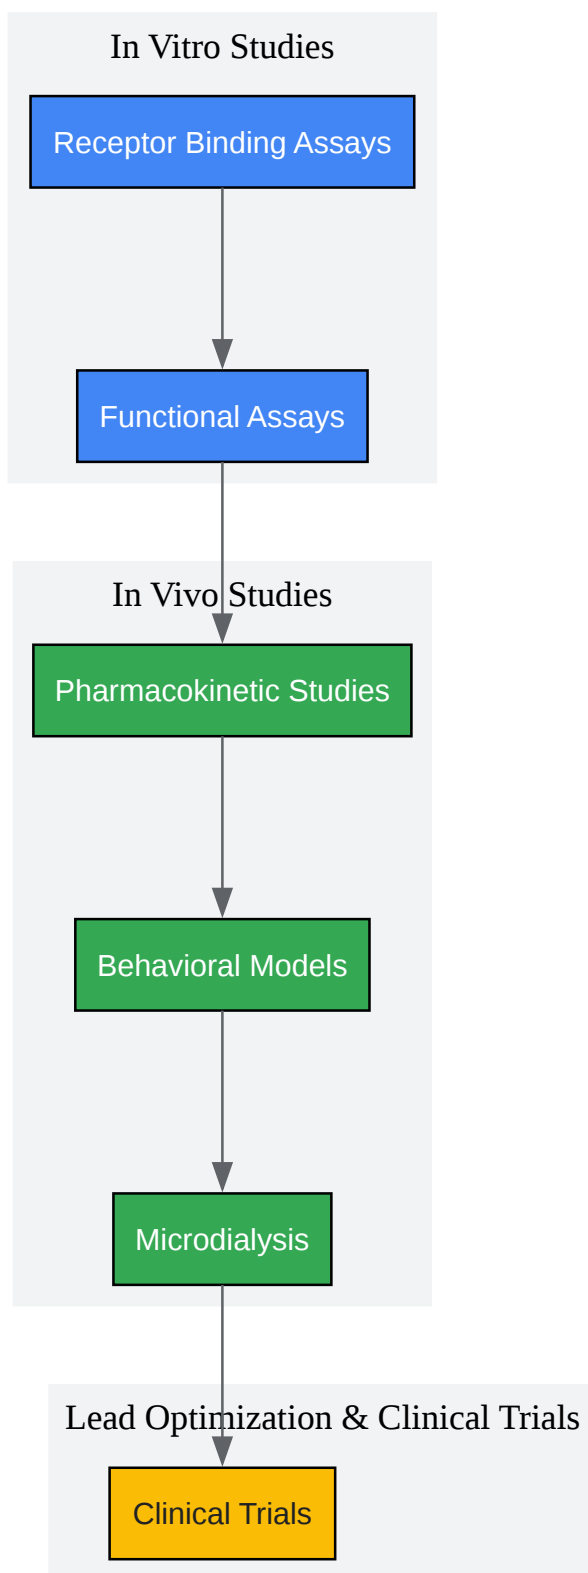 In Vitro Studies
Receptor Binding Assays
Functional Assays
In Vivo Studies
Pharmacokinetic Studies
Behavioral Models
Microdialysis
Lead Optimization & Clinical Trials
Clinical Trials